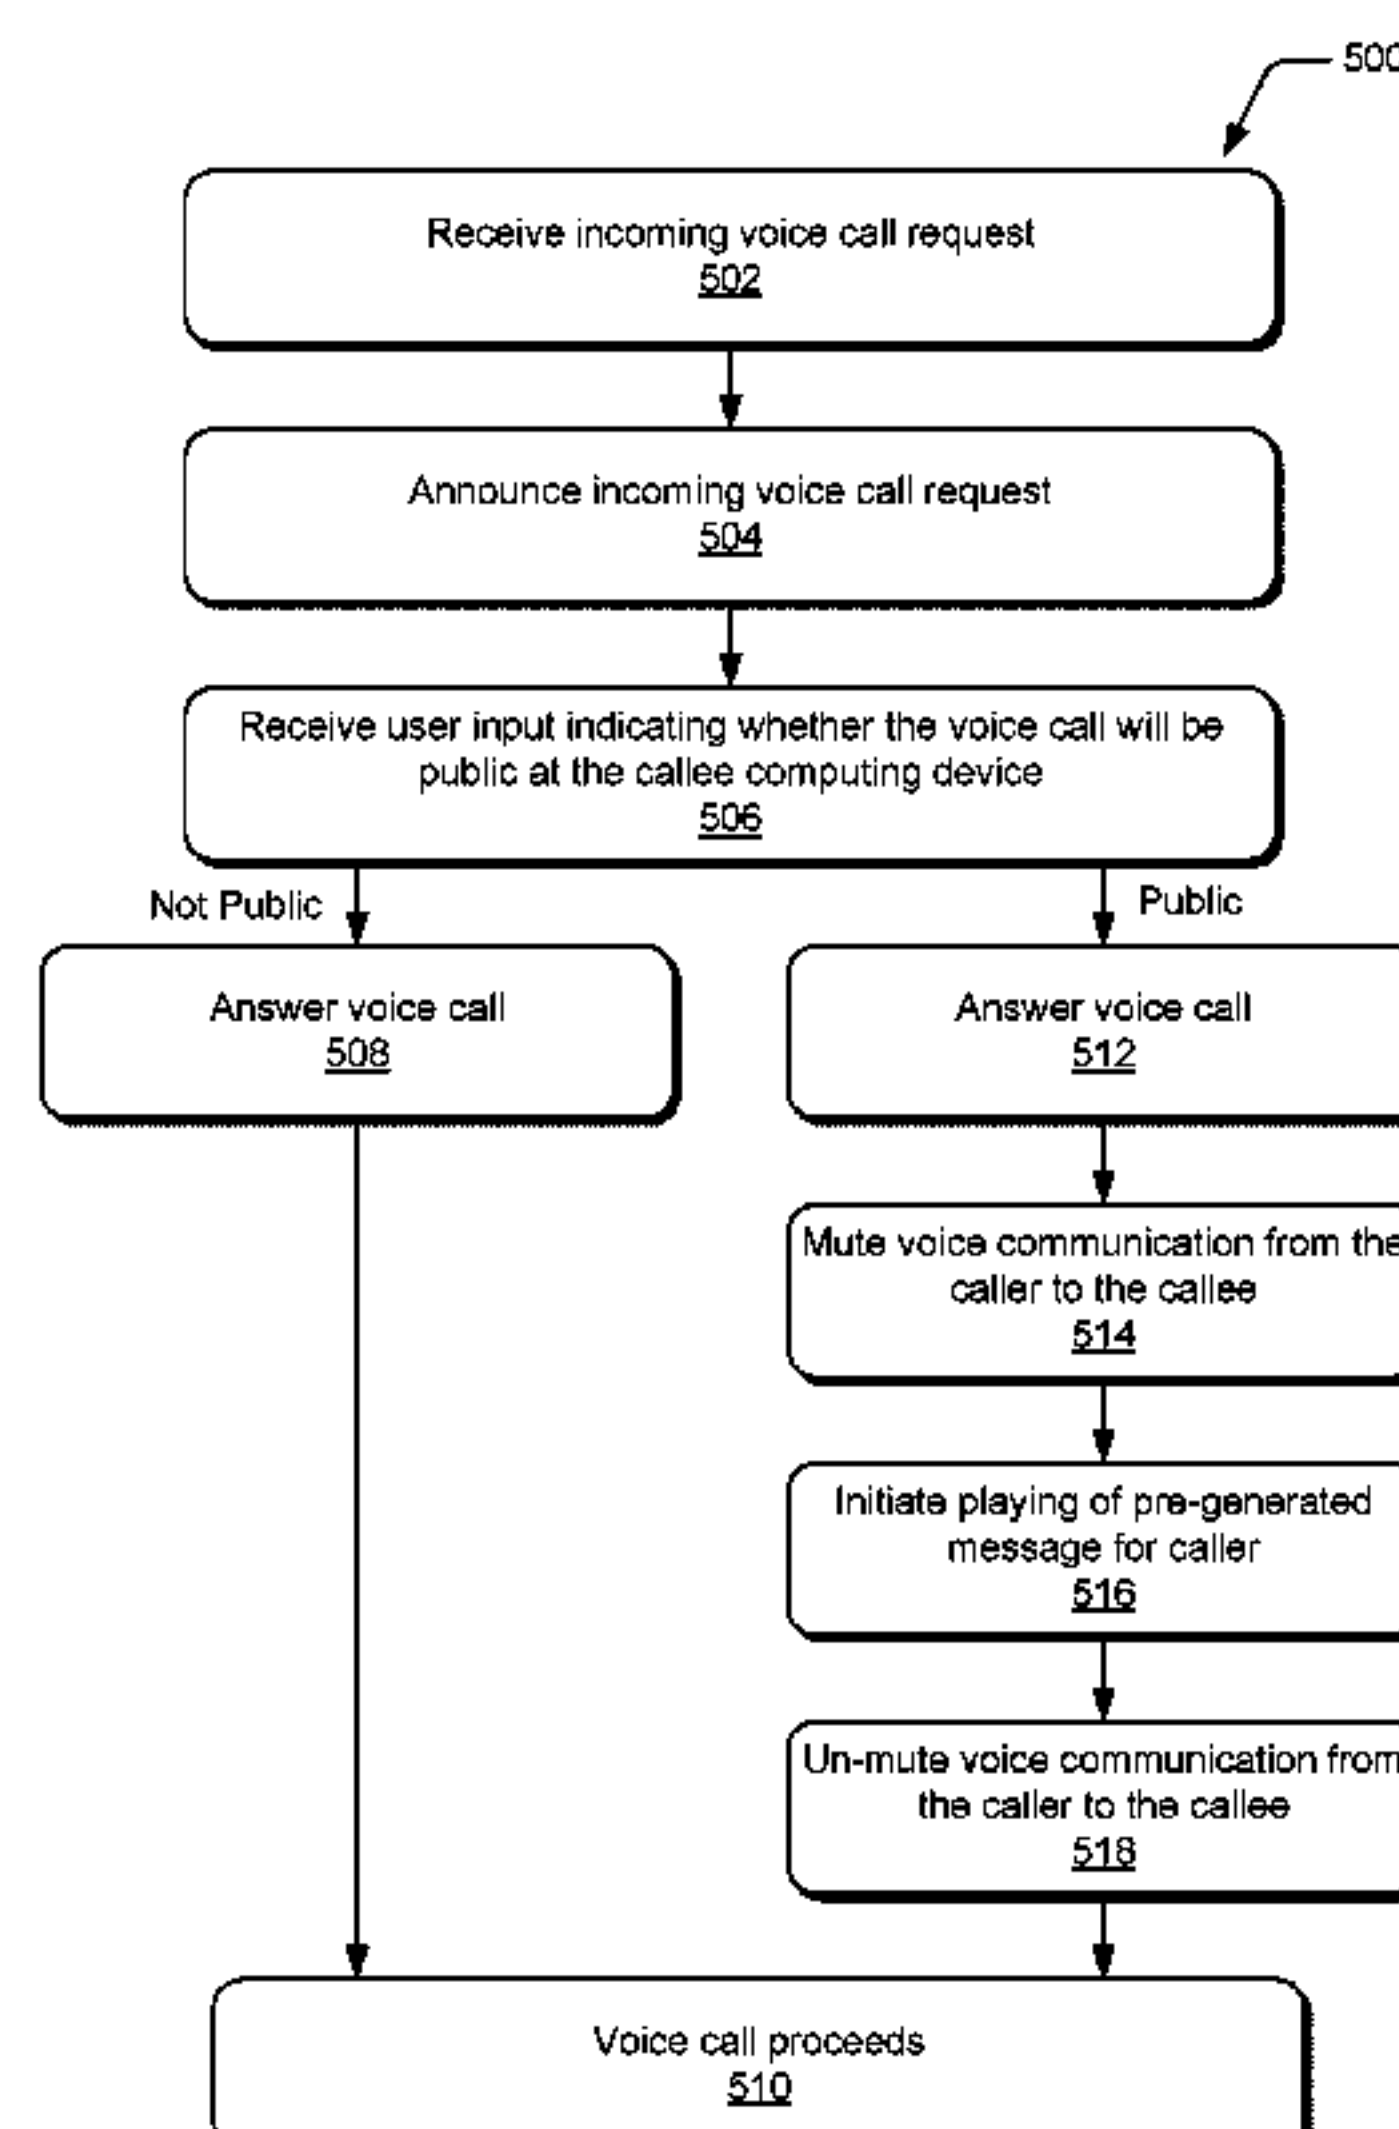 500
Receive incoming voice call request
502
Announce incoming voice call request
504
Receive user input indicating whether the voice call will be
public at the callee computing device
506
Not Public
Public
Answer voice call
508
Answer voice call
512
Mute voice communication from the
caller to the callee
514
Initiate playing of pre-generated
message for caller
516
Un-mute voice communication from
the caller to the callee
518
Voice call proceeds
510